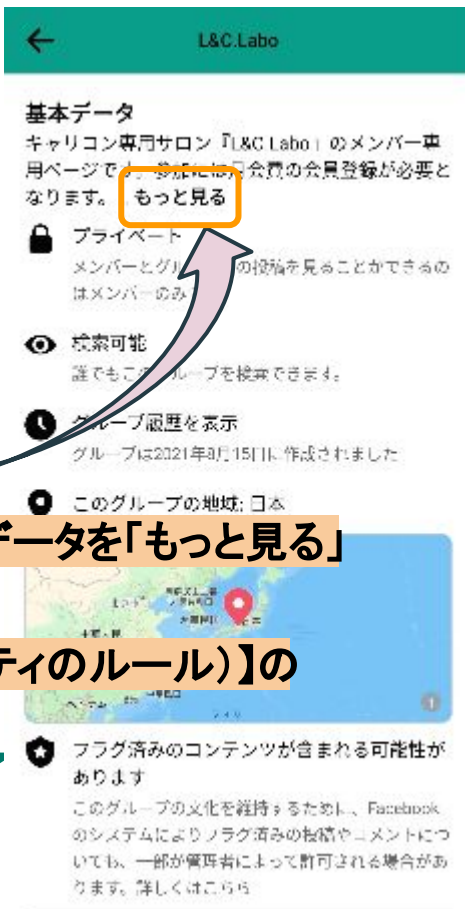 L&C.Labo
基本データ
キャリコン専用サロン『L&C Labo』のメンバー専
用ページです。参加には月会費の会員登録が必要と
なります。 もっと見る
プライベート
メンバーとグル の投稿を見ることができるの
はメンバーのみ
検索可能
誰でもこの ループを検索できます。
グループ履歴を表示
グループは2021年8月15日に作成されました
このグループの地域: 日本
データを「もっと見る」
ティのルール）】の
フラグ済みのコンテンツが含まれる可能性が
あります
このグループの文化を維持するために、Facebook
のシステムによりフラグ済みの投稿やコメントにつ
いても、一部が管理者によって許可される場合があ
ります。詳しくはこちら